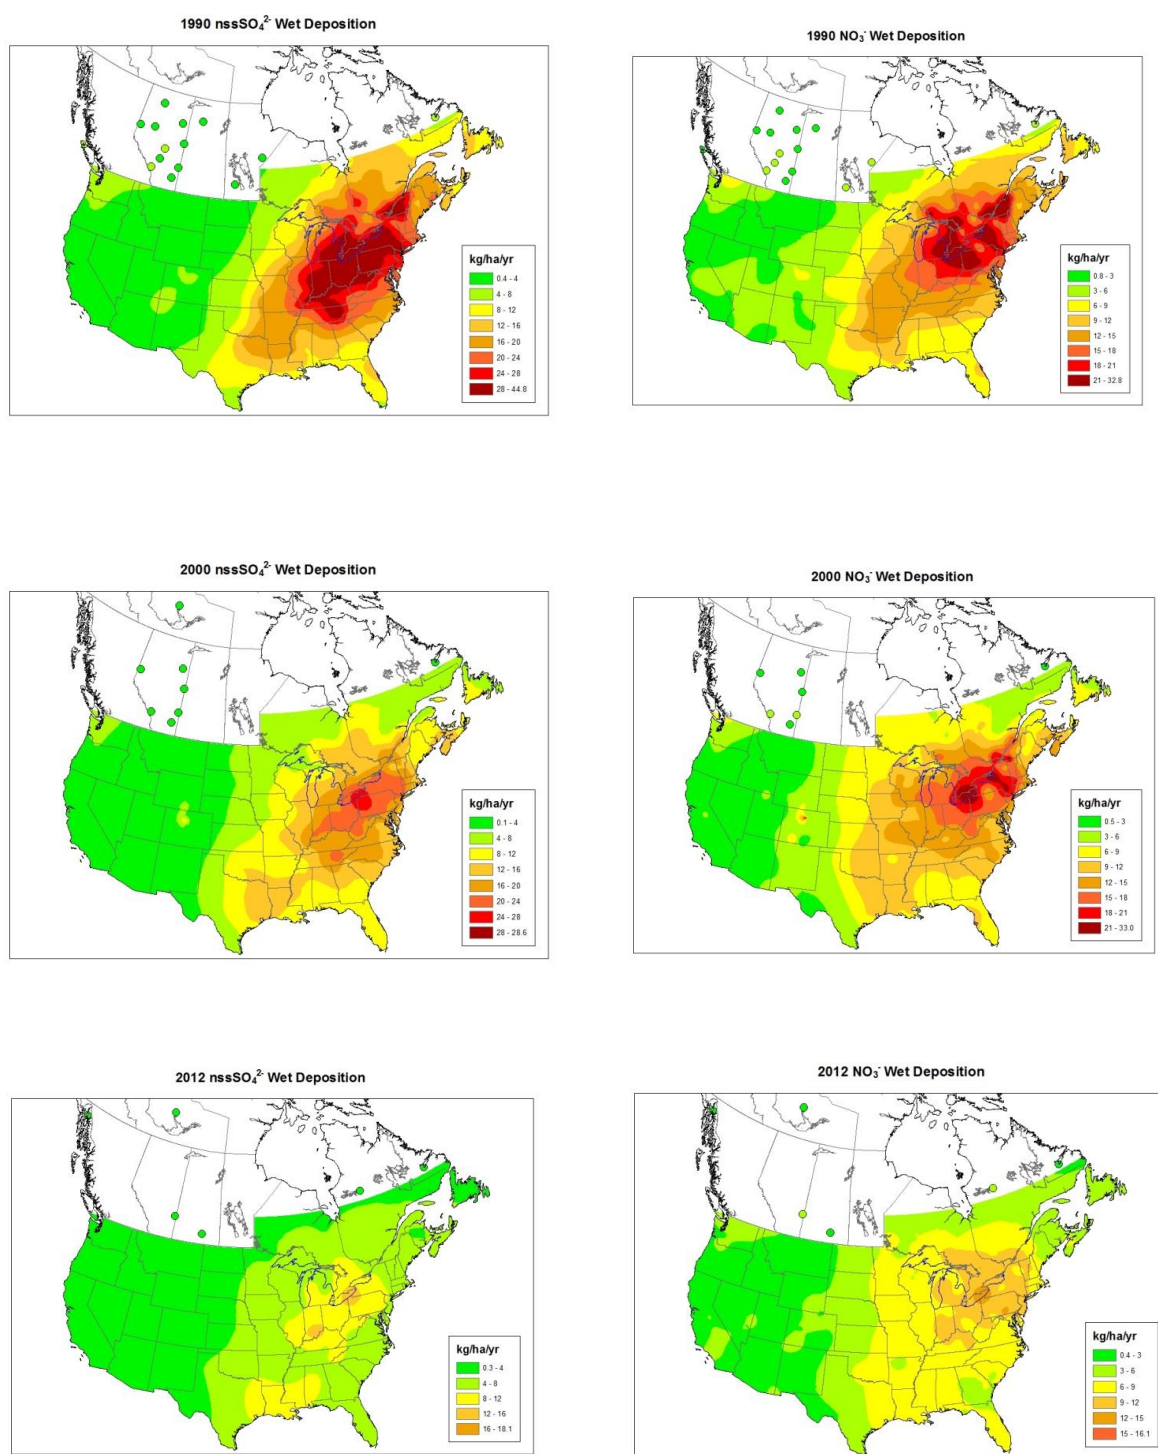 1990 nssSO₄²⁻ Wet Deposition
kg/ha/yr
0.4 - 4
4 - 8
8 - 12
12 - 16
16 - 20
20 - 24
24 - 28
28 - 44.8
1990 NO₃⁻ Wet Deposition
kg/ha/yr
0.8 - 3
3 - 6
6 - 9
9 - 12
12 - 15
15 - 18
18 - 21
21 - 32.8
2000 nssSO₄²⁻ Wet Deposition
kg/ha/yr
0.1 - 4
4 - 8
8 - 12
12 - 16
16 - 20
20 - 24
24 - 28
28 - 28.6
2000 NO₃⁻ Wet Deposition
kg/ha/yr
0.5 - 3
3 - 6
6 - 9
9 - 12
12 - 15
15 - 18
18 - 21
21 - 33.0
2012 nssSO₄²⁻ Wet Deposition
kg/ha/yr
0.3 - 4
4 - 8
8 - 12
12 - 16
16 - 18.1
2012 NO₃⁻ Wet Deposition
kg/ha/yr
0.4 - 3
3 - 6
6 - 9
9 - 12
12 - 15
15 - 16.1